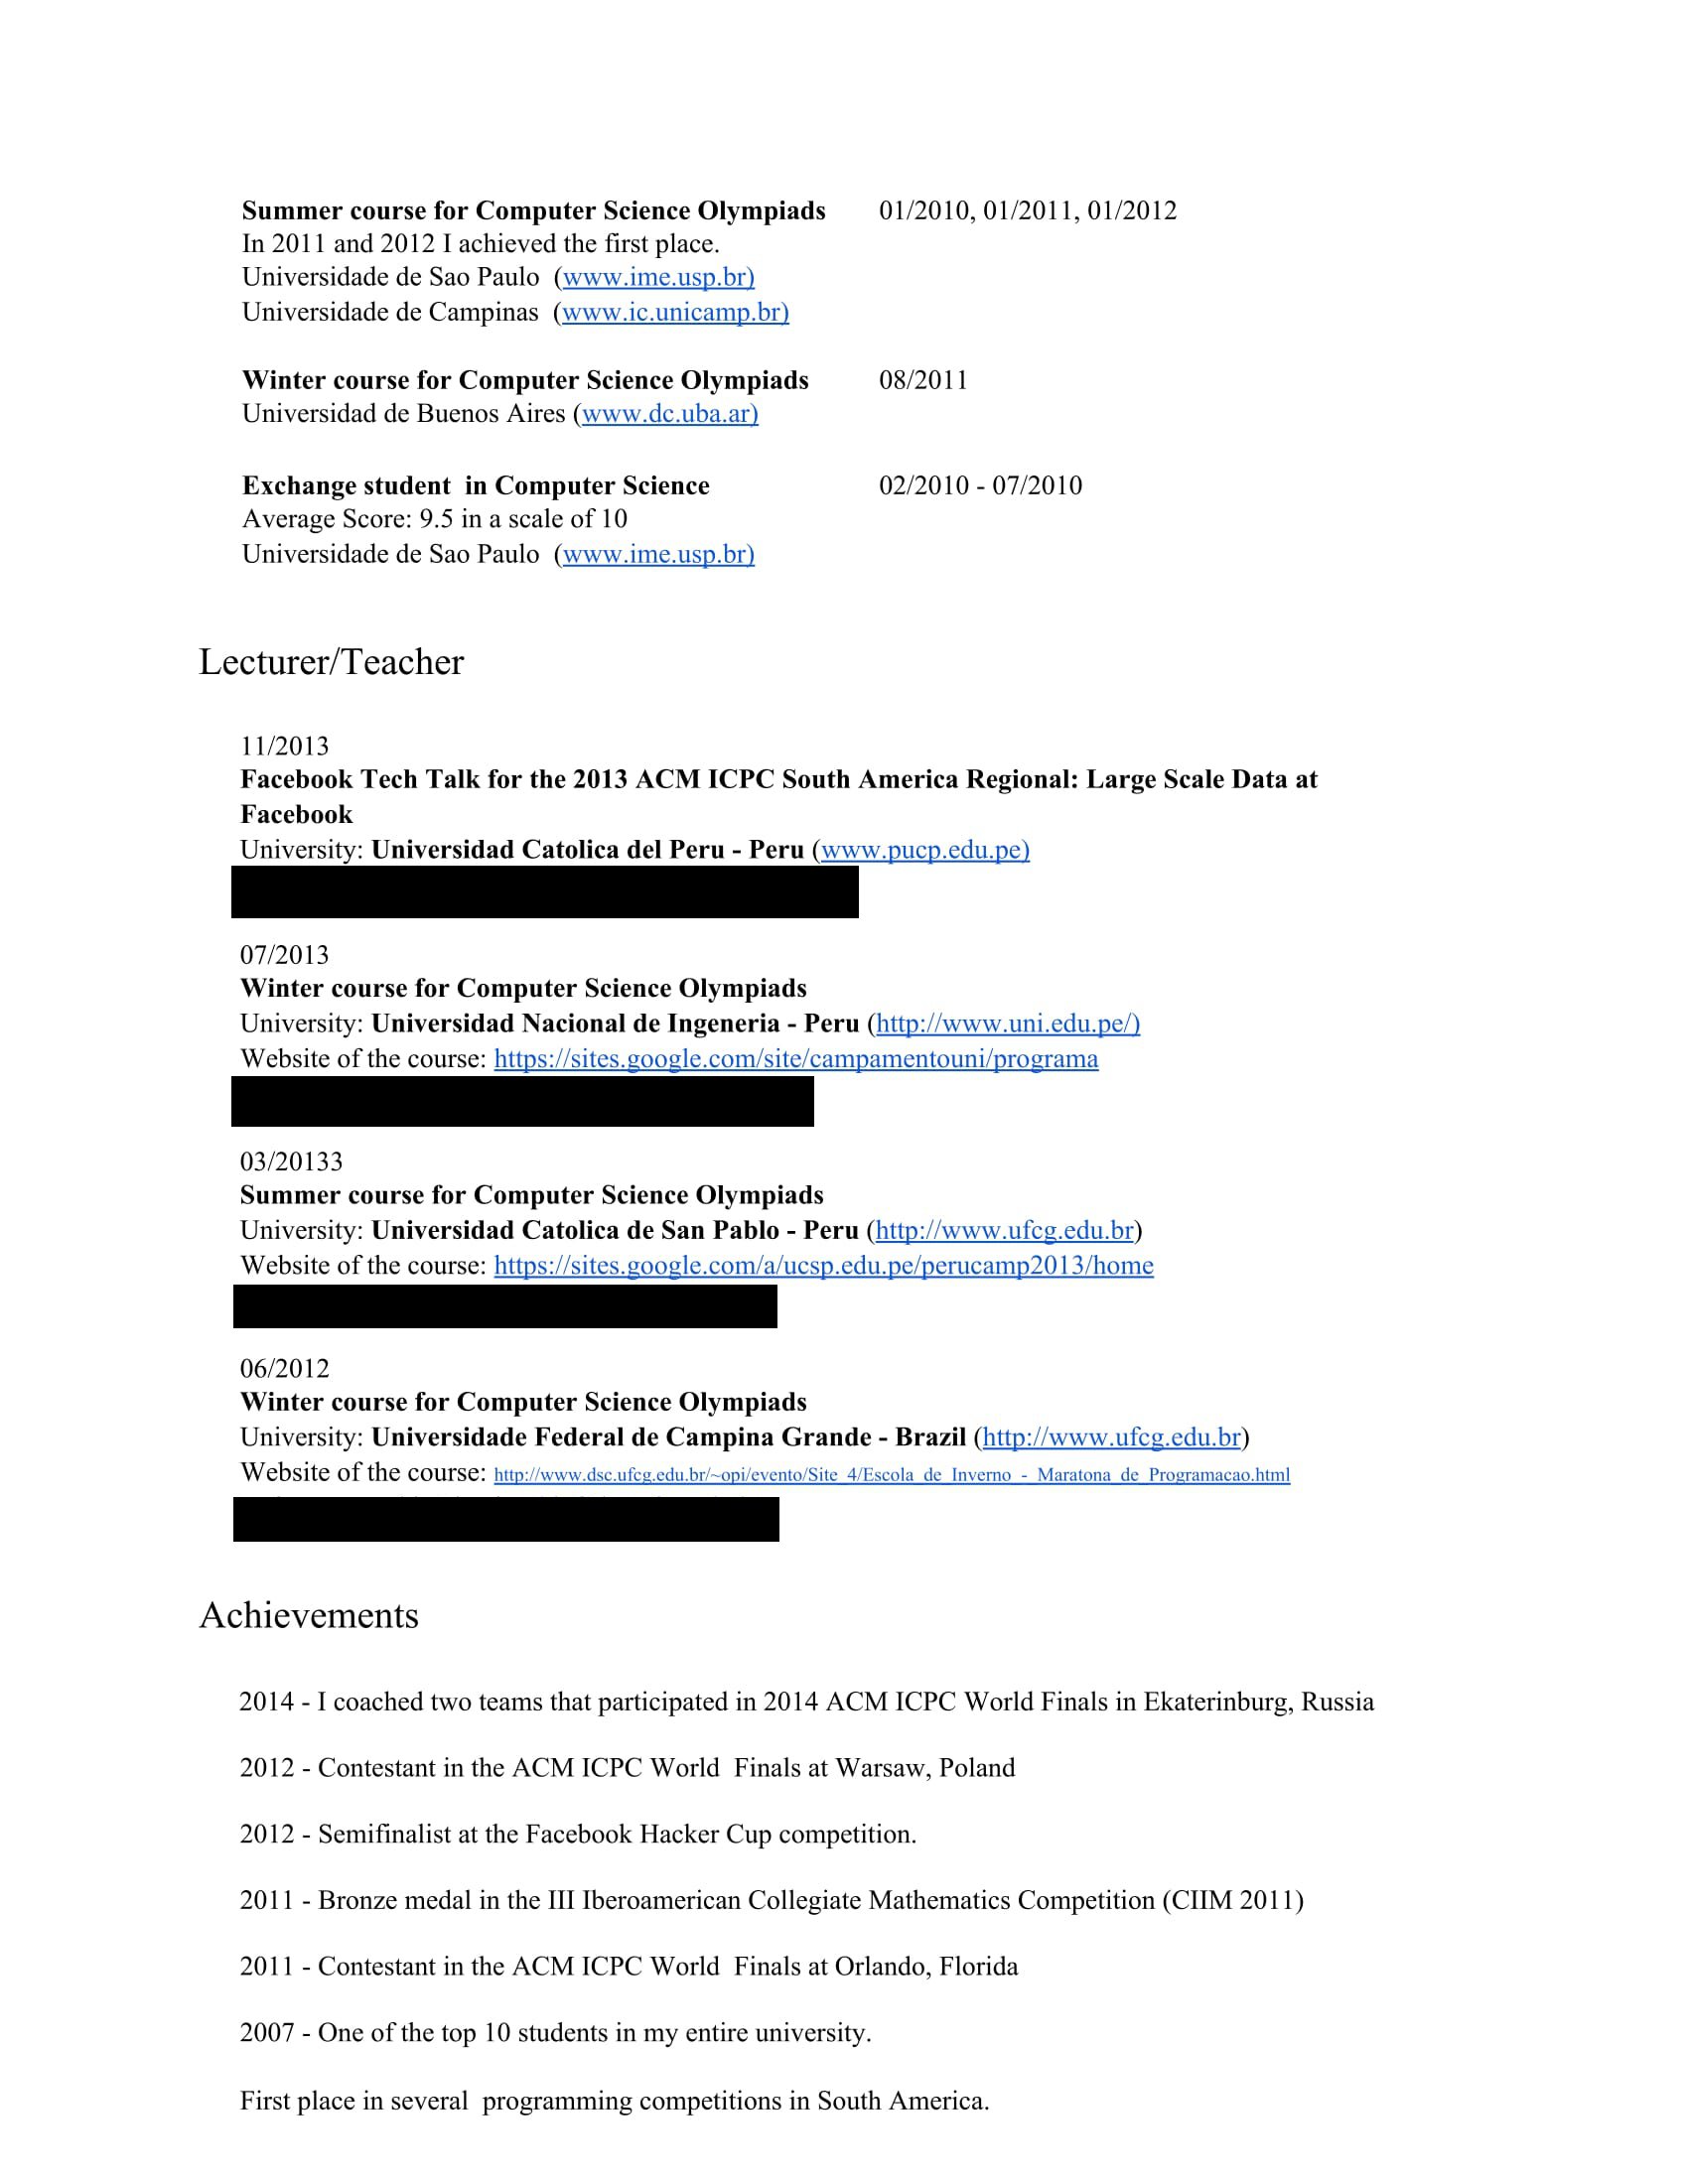 Summer course for Computer Science Olympiads 01/2010, 01/2011, 01/2012
In 2011 and 2012 I achieved the first place.
Universidade de Sao Paulo (www.ime.usp.br)
Universidade de Campinas (www.ic.unicamp.br)
Winter course for Computer Science Olympiads 08/2011
Universidad de Buenos Aires (www.dc.uba.ar)
Exchange student in Computer Science 02/2010 - 07/2010
Average Score: 9.5 in a scale of 10
Universidade de Sao Paulo (www.ime.usp.br)
Lecturer/Teacher
11/2013
Facebook Tech Talk for the 2013 ACM ICPC South America Regional: Large Scale Data at
Facebook
University: Universidad Catolica del Peru - Peru (www.pucp.edu.pe)
07/2013
Winter course for Computer Science Olympiads
University: Universidad Nacional de Ingeneria - Peru (http://www.uni.edu.pe/)
Website of the course: https://sites.google.com/site/campamentouni/programa
03/20133
Summer course for Computer Science Olympiads
University: Universidad Catolica de San Pablo - Peru (http://www.ufcg.edu.br)
Website of the course: https://sites.google.com/a/ucsp.edu.pe/perucamp2013/home
06/2012
Winter course for Computer Science Olympiads
University: Universidade Federal de Campina Grande - Brazil (http://www.ufcg.edu.br)
Website of the course: http://www.dsc.ufcg.edu.br/~opi/evento/Site_4/Escola_de_Inverno_-_Maratona_de_Programacao.html
Achievements
2014 - I coached two teams that participated in 2014 ACM ICPC World Finals in Ekaterinburg, Russia
2012 - Contestant in the ACM ICPC World Finals at Warsaw, Poland
2012 - Semifinalist at the Facebook Hacker Cup competition.
2011 - Bronze medal in the III Iberoamerican Collegiate Mathematics Competition (CIIM 2011)
2011 - Contestant in the ACM ICPC World Finals at Orlando, Florida
2007 - One of the top 10 students in my entire university.
First place in several programming competitions in South America.